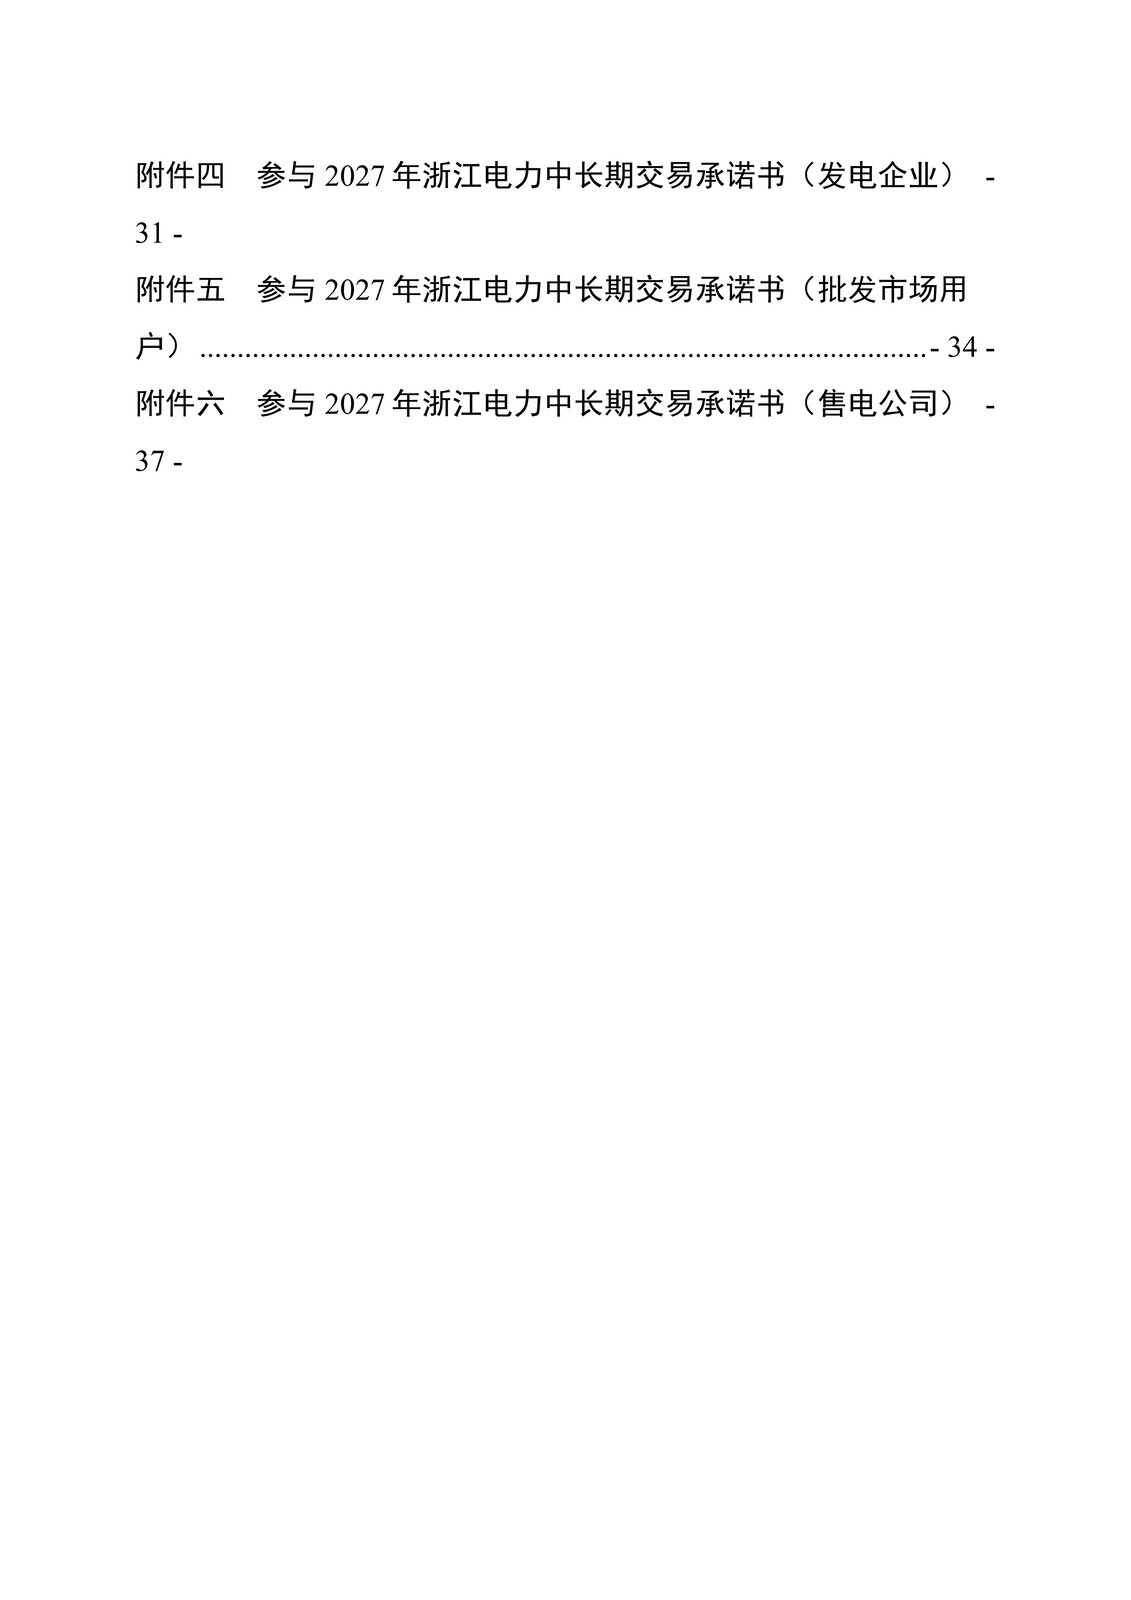 附件四　参与 2027 年浙江电力中长期交易承诺书（发电企业） -
31 -
附件五　参与 2027 年浙江电力中长期交易承诺书（批发市场用
户）.................................................................................................- 34 -
附件六　参与 2027 年浙江电力中长期交易承诺书（售电公司） -
37 -